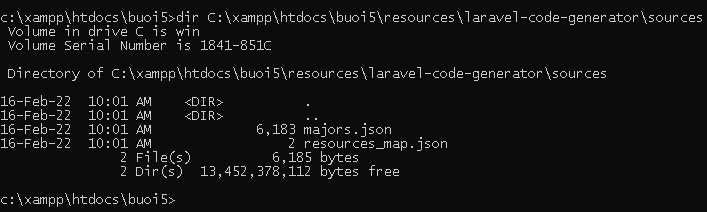 c:\xampp\htdocs\buoi5>dir C:\xampp\htdocs\buoi5\resources\laravel-code-generator\sources
 Volume in drive C is win
 Volume Serial Number is 1841-851C

 Directory of C:\xampp\htdocs\buoi5\resources\laravel-code-generator\sources

16-Feb-22  10:01 AM    <DIR>          .
16-Feb-22  10:01 AM    <DIR>          ..
16-Feb-22  10:01 AM             6,183 majors.json
16-Feb-22  10:01 AM                 2 resources_map.json
               2 File(s)          6,185 bytes
               2 Dir(s)  13,452,378,112 bytes free

c:\xampp\htdocs\buoi5>